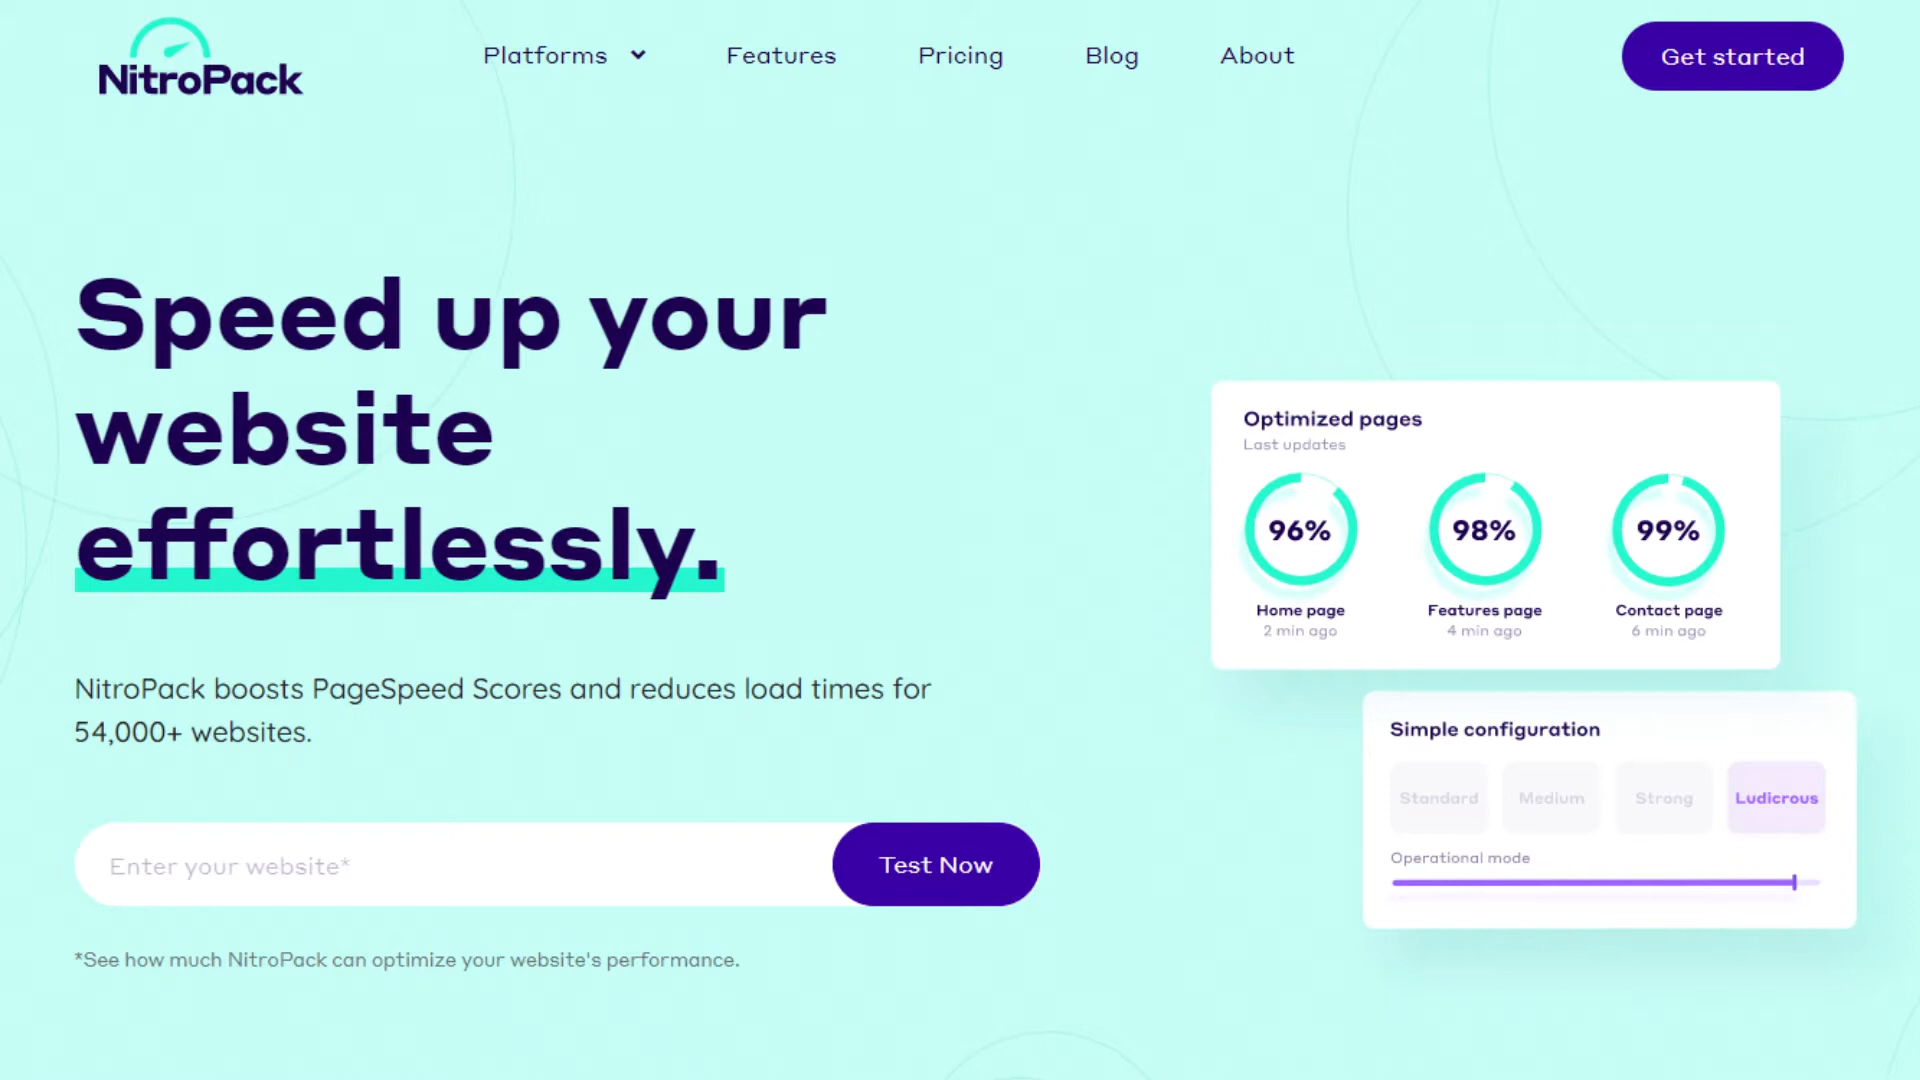 NitroPack
Platforms
Features
Pricing
Blog
About
Get started
Speed up your
website
effortlessly.
NitroPack boosts PageSpeed Scores and reduces load times for
54,000+ websites.
Enter your website*
Test Now
*See how much NitroPack can optimize your website's performance.
Optimized pages
Last updates
96%
98%
99%
Home page
Features page
Contact page
2 min ago
4 min ago
6 min ago
Simple configuration
Standard
Medium
Strong
Ludicrous
Operational mode